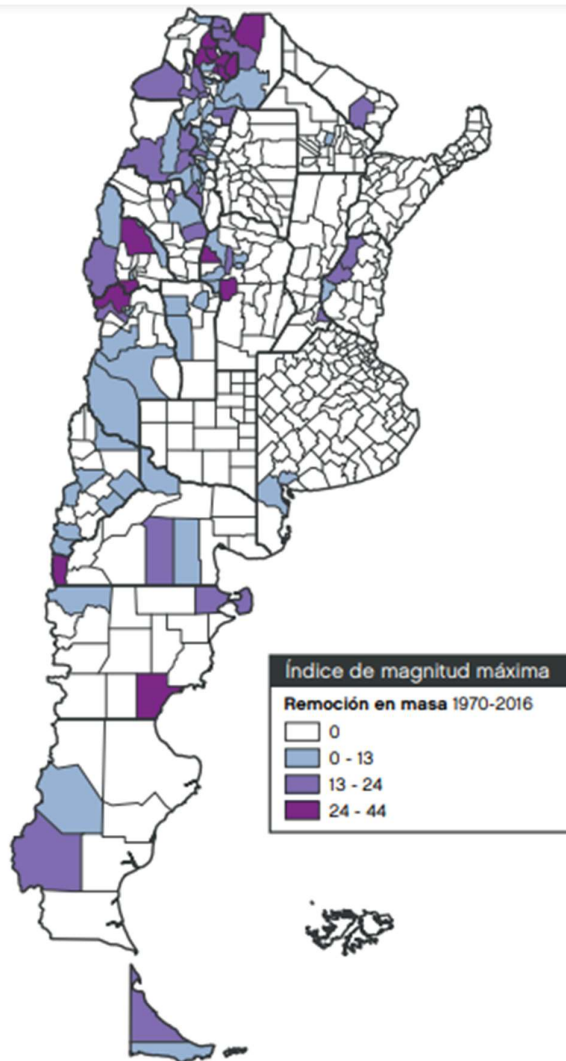 Índice de magnitud máxima
Remoción en masa 1970-2016
0
0 - 13
13 - 24
24 - 44